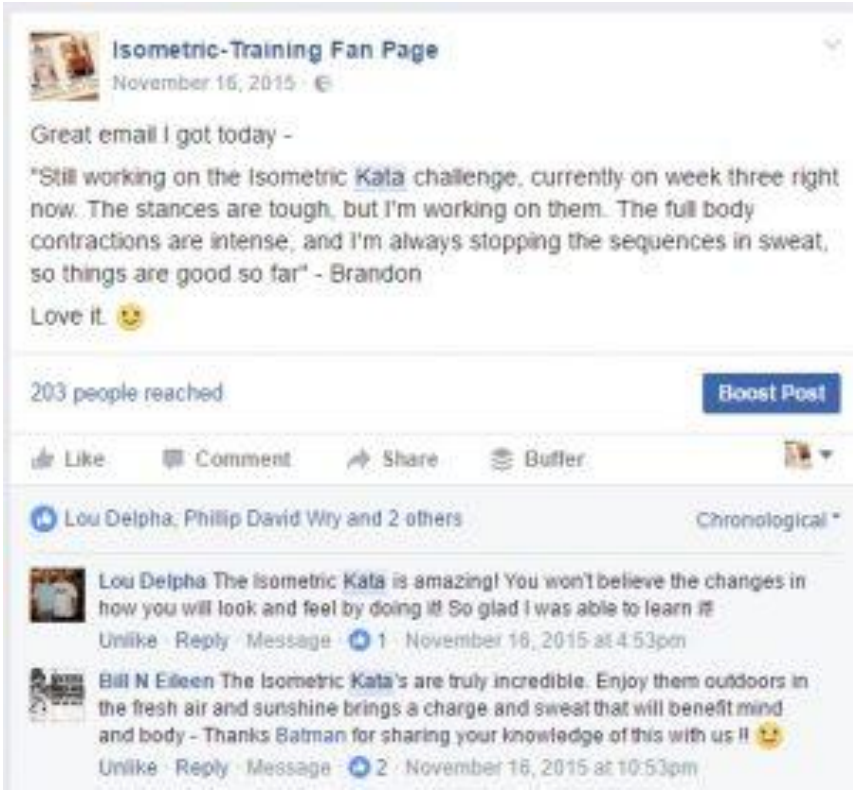 Isometric-Training Fan Page
November 16, 2015 ·
Great email I got today -
"Still working on the Isometric Kata challenge, currently on week three right
now. The stances are tough, but I'm working on them. The full body
contractions are intense, and I'm always stopping the sequences in sweat,
so things are good so far" - Brandon
Love it.
203 people reached
Boost Post
Like Comment Share Buffer
Lou Delpha, Phillip David Wry and 2 others
Chronological
Lou Delpha The Isometric Kata is amazing! You won't believe the changes in
how you will look and feel by doing it! So glad I was able to learn it!
Unlike · Reply · Message · 1 · November 16, 2015 at 4:53pm
Bill N Eileen The Isometric Kata's are truly incredible. Enjoy them outdoors in
the fresh air and sunshine brings a charge and sweat that will benefit mind
and body - Thanks Batman for sharing your knowledge of this with us !!
Unlike · Reply · Message · 2 · November 16, 2015 at 10:53pm